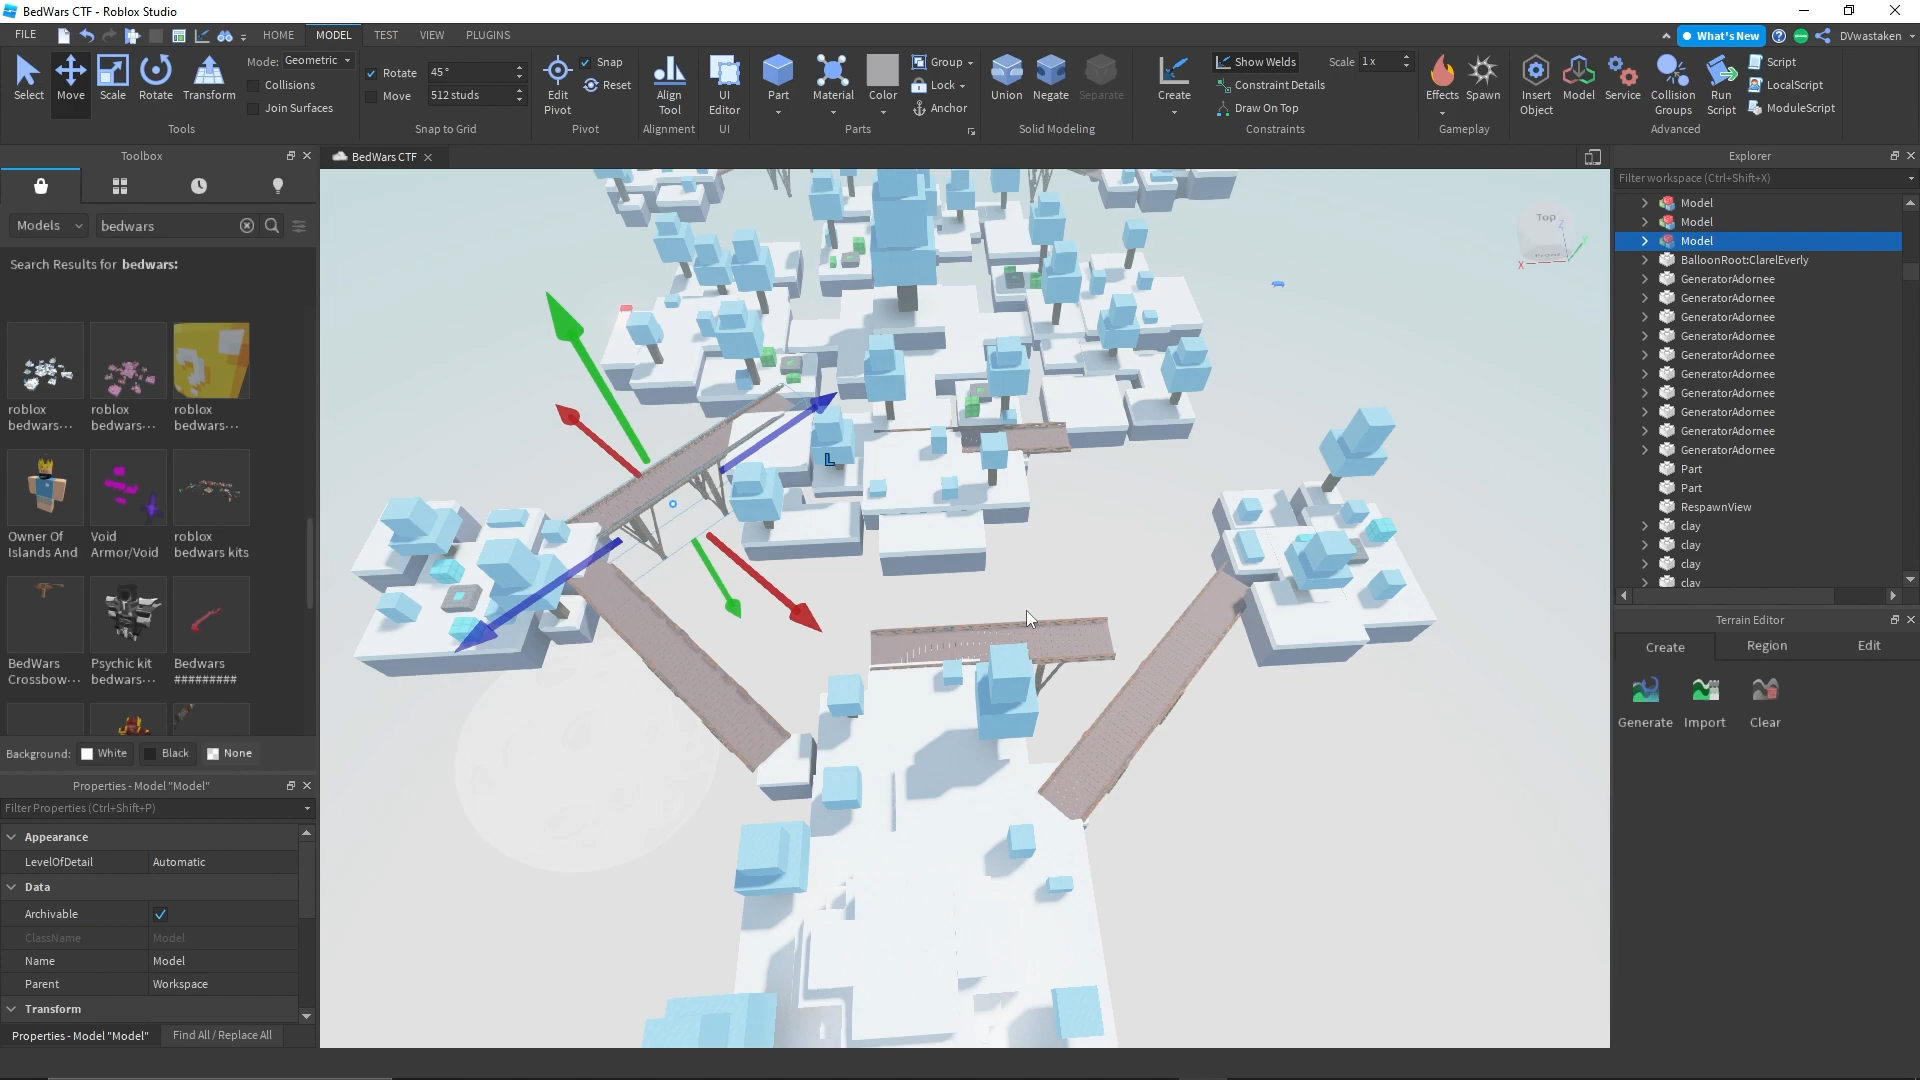 BedWars CTF - Roblox Studio
FILE
HOME
MODEL
TEST
VIEW
PLUGINS
What's New
DVwastaken
Select
Move
Scale
Rotate
Transform
Mode:
Geometric
Collisions
Join Surfaces
Tools
Rotate
45°
Move
512 studs
Snap to Grid
Edit
Pivot
Snap
Reset
Pivot
Align
Tool
Alignment
UI
Editor
UI
Part
Material
Color
Group
Lock
Anchor
Parts
Union
Negate
Separate
Solid Modeling
Create
Show Welds
Scale
1x
Constraint Details
Draw On Top
Constraints
Effects
Spawn
Gameplay
Insert
Object
Model
Service
Collision
Groups
Run
Script
Script
LocalScript
ModuleScript
Advanced
Toolbox
Models
bedwars
Search Results for bedwars:
roblox
bedwars...
roblox
bedwars...
roblox
bedwars...
Owner Of
Islands And
Void
Armor/Void
roblox
bedwars kits
BedWars
Crossbow...
Psychic kit
bedwars...
Bedwars
#########
Background:
White
Black
None
Properties - Model "Model"
Filter Properties (Ctrl+Shift+P)
Appearance
LevelOfDetail
Automatic
Data
Archivable
ClassName
Model
Name
Model
Parent
Workspace
Transform
Properties - Model "Model"
Find All / Replace All
BedWars CTF
Top
Z
X
L
Explorer
Filter workspace (Ctrl+Shift+X)
Model
Model
Model
BalloonRoot:ClarelEverly
GeneratorAdornee
GeneratorAdornee
GeneratorAdornee
GeneratorAdornee
GeneratorAdornee
GeneratorAdornee
GeneratorAdornee
GeneratorAdornee
GeneratorAdornee
GeneratorAdornee
Part
Part
RespawnView
clay
clay
clay
clay
Terrain Editor
Create
Region
Edit
Generate
Import
Clear